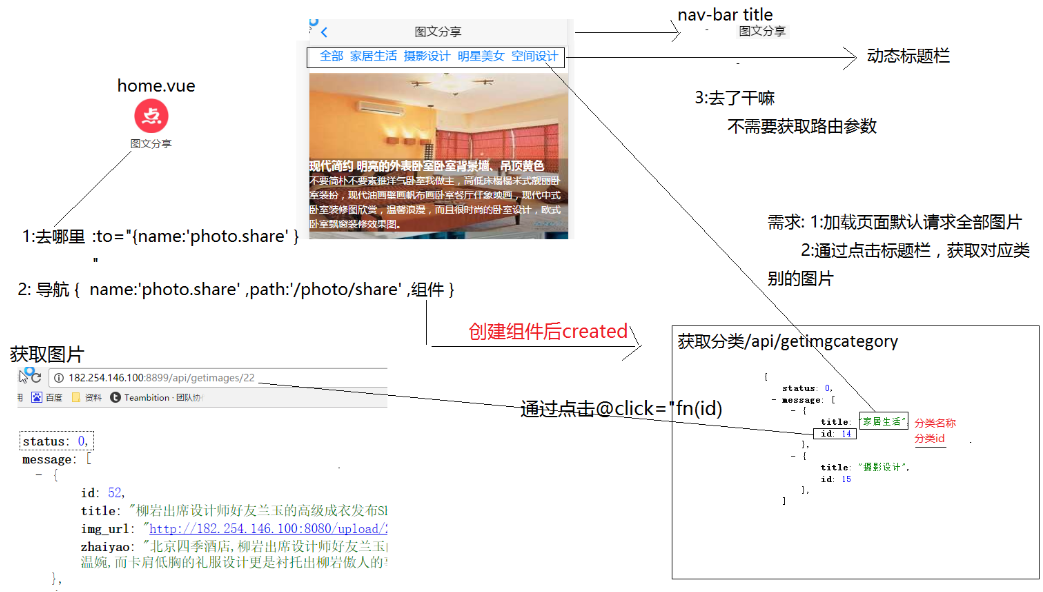 nav-bar title
图文分享
图文分享
全部 家居生活 摄影设计 明星美女 空间设计
动态标题栏
home.vue
点
图文分享
3:去了干嘛
不需要获取路由参数
现代简约 明亮的外表卧室卧室背景墙、吊顶黄色
不要简朴不要素雅洋气卧室我做主，高低床榻榻米式靓丽卧
室装扮，现代油画壁画帆布画卧室餐厅
现代中式
卧室装修图欣赏，温馨浪漫，而且很时尚的卧室设计，欧式
卧室飘窗装修效果图。
1:去哪里 :to="{name:'photo.share' }
"
2: 导航 { name:'photo.share' ,path:'/photo/share' ,组件 }
需求: 1:加载页面默认请求全部图片
2:通过点击标题栏，获取对应类
别的图片
创建组件后created
获取图片
182.254.146.100:8899/api/getimages/22
百度 资料 Teambition · 团队协
status: 0,
message: [
- {
id: 52,
title: "柳岩出席设计师好友兰玉的高级成衣发布Sh
img_url: "http://182.254.146.100:8080/upload/2
zhaiyao: "北京四季酒店,柳岩出席设计师好友兰玉
温婉,而卡肩低胸的礼服设计更是衬托出柳岩傲人的
},
通过点击@click="fn(id)
获取分类/api/getimgcategory
{
status: 0,
- message: [
- {
title: "家居生活", 分类名称
id: 14 分类id
},
- {
title: "摄影设计",
id: 15
},
]